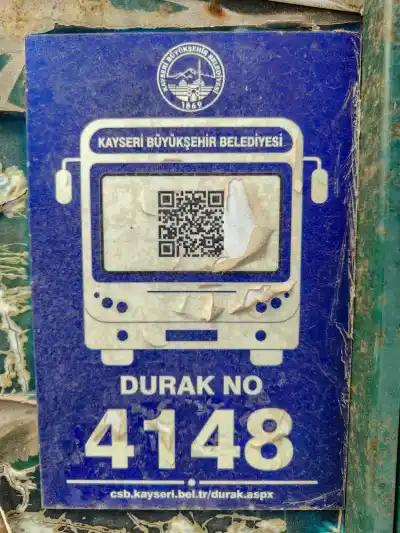 KAYSERİ BÜYÜKŞEHİR BELEDİYESİ
1869
KAYSERİ BÜYÜKŞEHİR BELEDİYESİ
DURAK NO
4148
csb.kayseri.bel.tr/durak.aspx